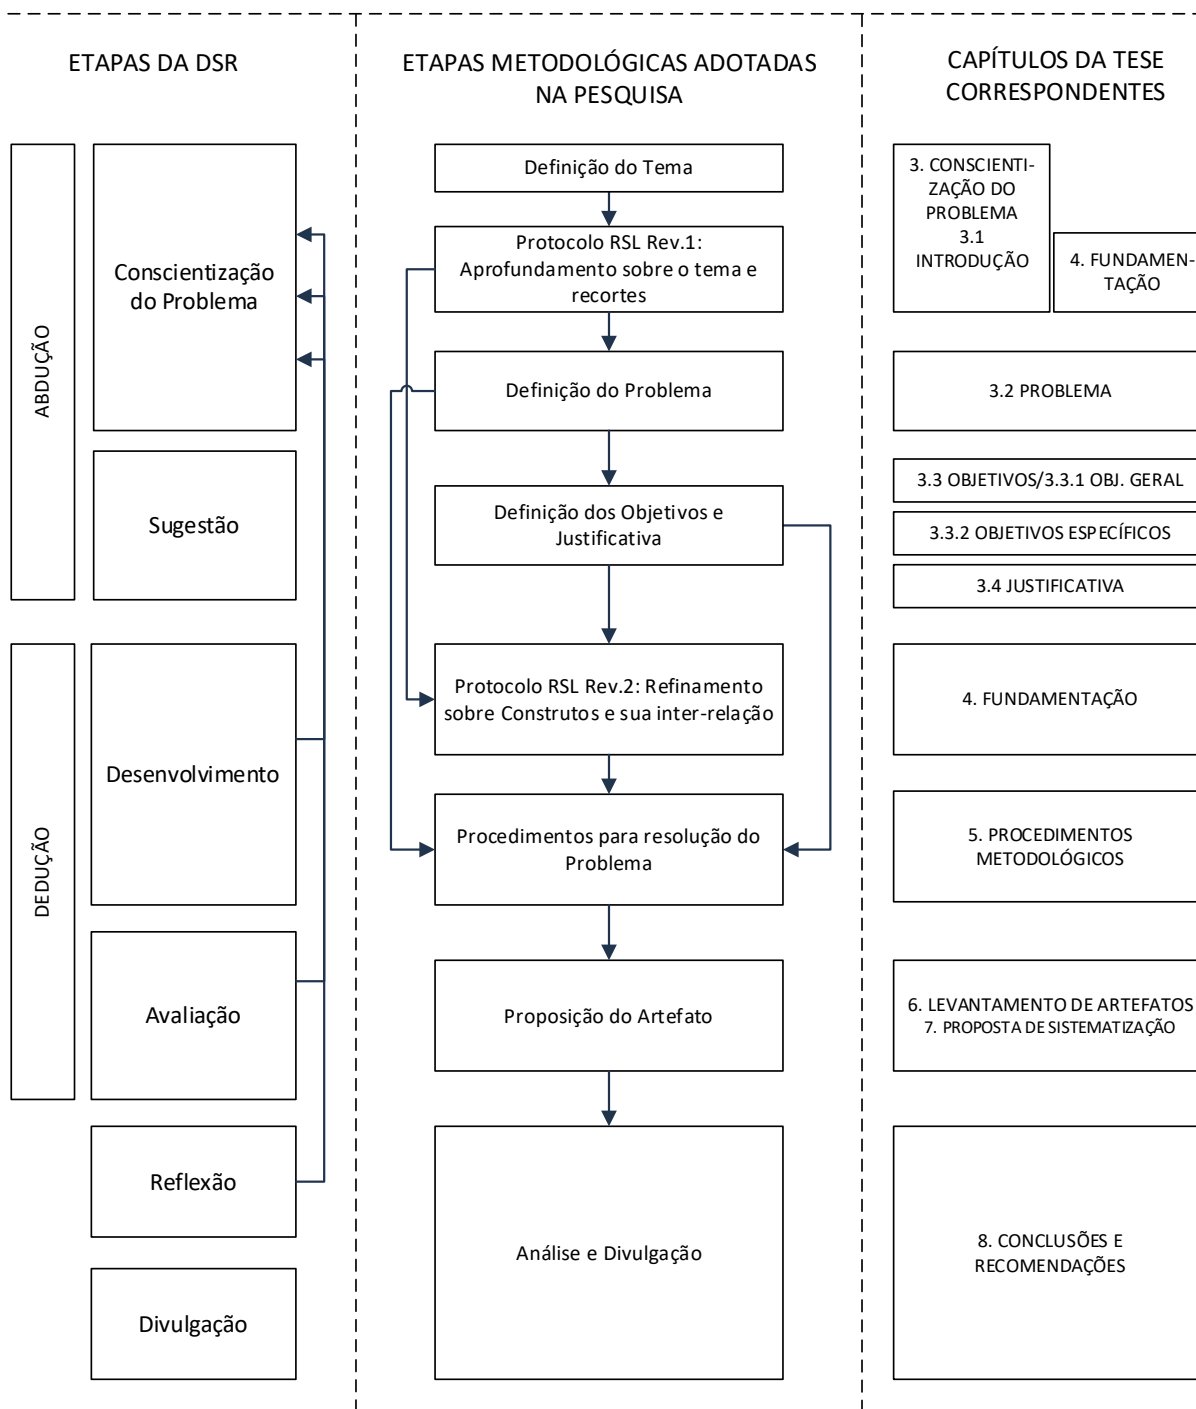 ETAPAS DA DSR
ABDUÇÃO
Conscientização
do Problema
Sugestão
DEDUÇÃO
Desenvolvimento
Avaliação
Reflexão
Divulgação
ETAPAS METODOLÓGICAS ADOTADAS
NA PESQUISA
Definição do Tema
Protocolo RSL Rev.1:
Aprofundamento sobre o tema e
recortes
Definição do Problema
Definição dos Objetivos e
Justificativa
Protocolo RSL Rev.2: Refinamento
sobre Construtos e sua inter-relação
Procedimentos para resolução do
Problema
Proposição do Artefato
Análise e Divulgação
CAPÍTULOS DA TESE
CORRESPONDENTES
3. CONSCIENTI-
ZAÇÃO DO
PROBLEMA
3.1
INTRODUÇÃO
4. FUNDAMEN-
TAÇÃO
3.2 PROBLEMA
3.3 OBJETIVOS/3.3.1 OBJ. GERAL
3.3.2 OBJETIVOS ESPECÍFICOS
3.4 JUSTIFICATIVA
4. FUNDAMENTAÇÃO
5. PROCEDIMENTOS
METODOLÓGICOS
6. LEVANTAMENTO DE ARTEFATOS
7. PROPOSTA DE SISTEMATIZAÇÃO
8. CONCLUSÕES E
RECOMENDAÇÕES